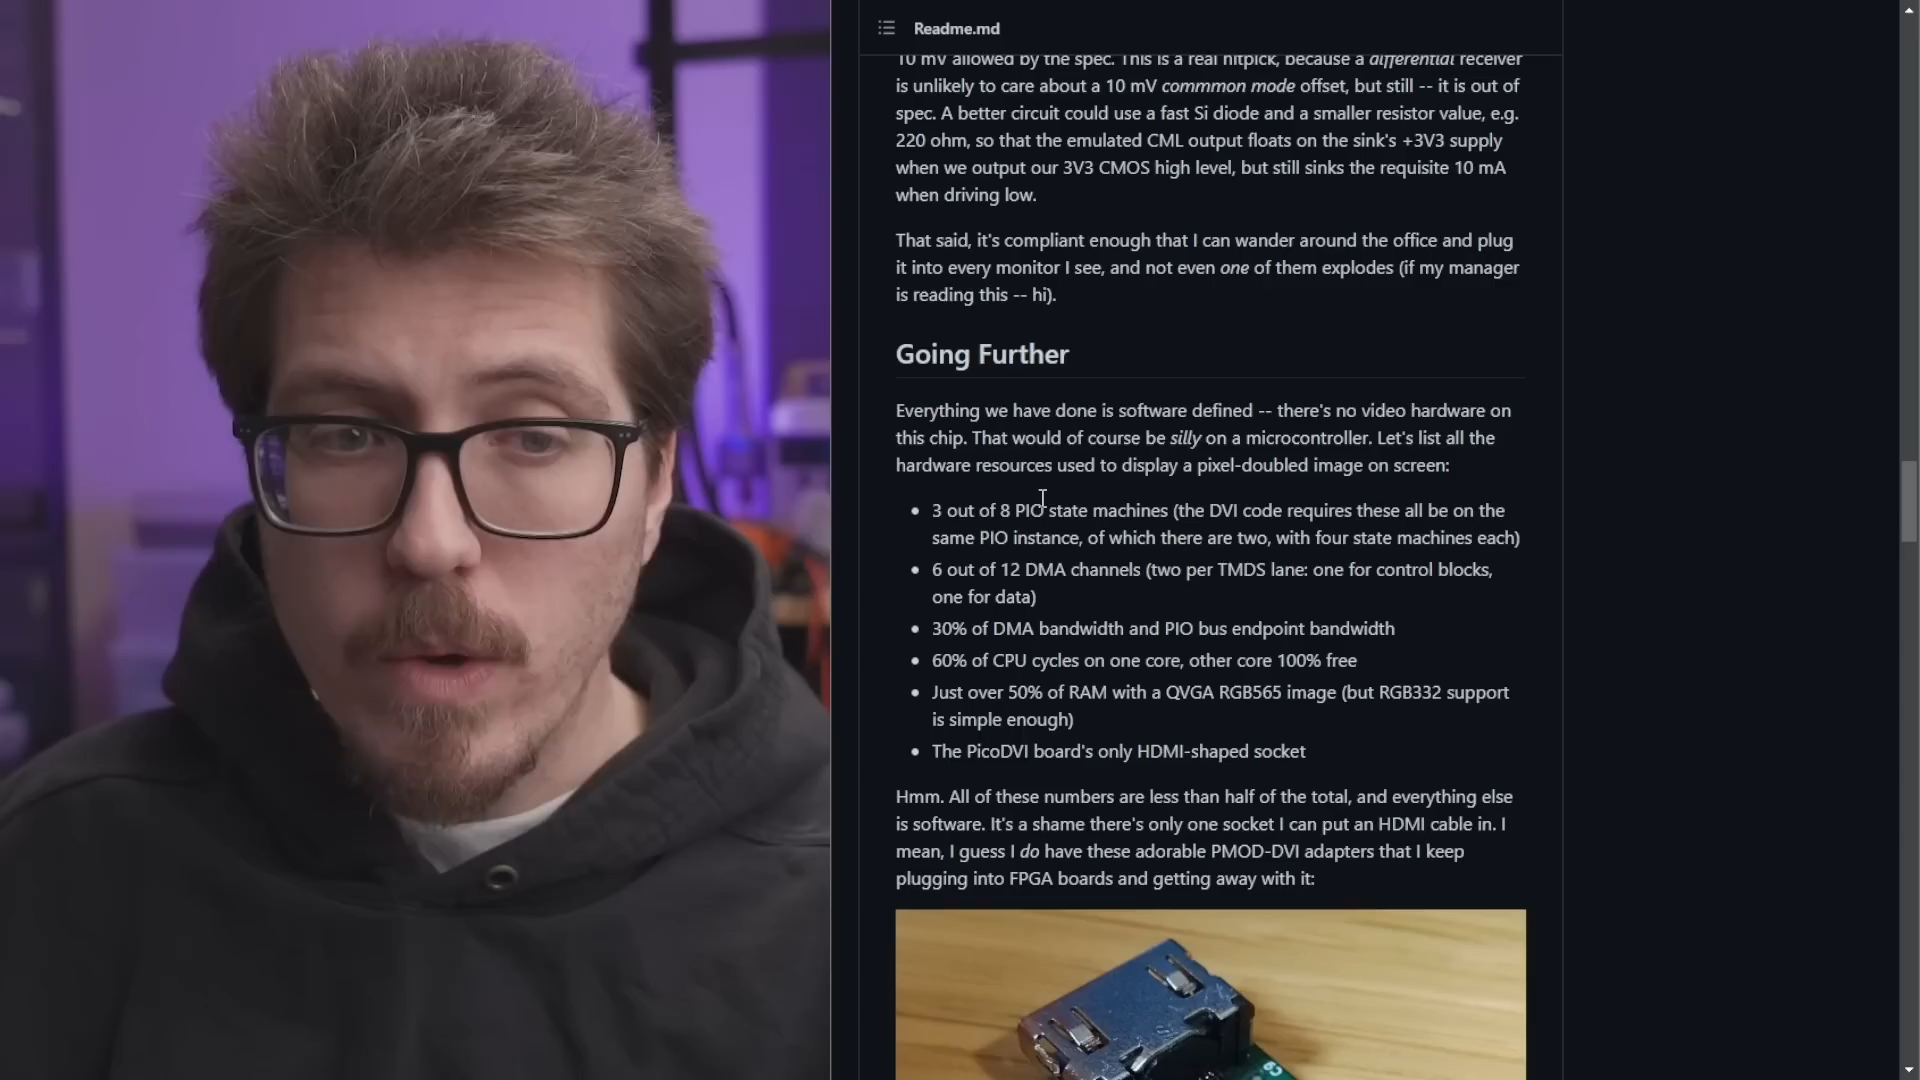 Readme.md
10 mV allowed by the spec. This is a real nitpick, because a differential receiver
is unlikely to care about a 10 mV commmon mode offset, but still -- it is out of
spec. A better circuit could use a fast Si diode and a smaller resistor value, e.g.
220 ohm, so that the emulated CML output floats on the sink's +3V3 supply
when we output our 3V3 CMOS high level, but still sinks the requisite 10 mA
when driving low.
That said, it's compliant enough that I can wander around the office and plug
it into every monitor I see, and not even one of them explodes (if my manager
is reading this -- hi).
Going Further
Everything we have done is software defined -- there's no video hardware on
this chip. That would of course be silly on a microcontroller. Let's list all the
hardware resources used to display a pixel-doubled image on screen:
• 3 out of 8 PIO state machines (the DVI code requires these all be on the
same PIO instance, of which there are two, with four state machines each)
• 6 out of 12 DMA channels (two per TMDS lane: one for control blocks,
one for data)
• 30% of DMA bandwidth and PIO bus endpoint bandwidth
• 60% of CPU cycles on one core, other core 100% free
• Just over 50% of RAM with a QVGA RGB565 image (but RGB332 support
is simple enough)
• The PicoDVI board's only HDMI-shaped socket
Hmm. All of these numbers are less than half of the total, and everything else
is software. It's a shame there's only one socket I can put an HDMI cable in. I
mean, I guess I do have these adorable PMOD-DVI adapters that I keep
plugging into FPGA boards and getting away with it: